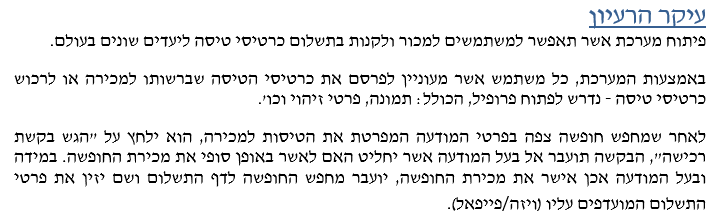 עיקר הרעיון
פיתוח מערכת אשר תאפשר למשתמשים למכור ולקנות בתשלום כרטיסי טיסה ליעדים שונים בעולם.
באמצעות המערכת, כל משתמש אשר מעוניין לפרסם את כרטיסי הטיסה שברשותו למכירה או לרכוש
כרטיסי טיסה - נדרש לפתוח פרופיל, הכולל: תמונה, פרטי זיהוי וכו'.
לאחר שמחפש חופשה צפה בפרטי המודעה המפרטת את הטיסות למכירה, הוא ילחץ על "הגש בקשת
רכישה", הבקשה תועבר אל בעל המודעה אשר יחליט האם לאשר באופן סופי את מכירת החופשה. במידה
ובעל המודעה אכן אישר את מכירת החופשה, יועבר מחפש החופשה לדף התשלום ושם יזין את פרטי
התשלום המועדפים עליו (ויזה/פייפאל).